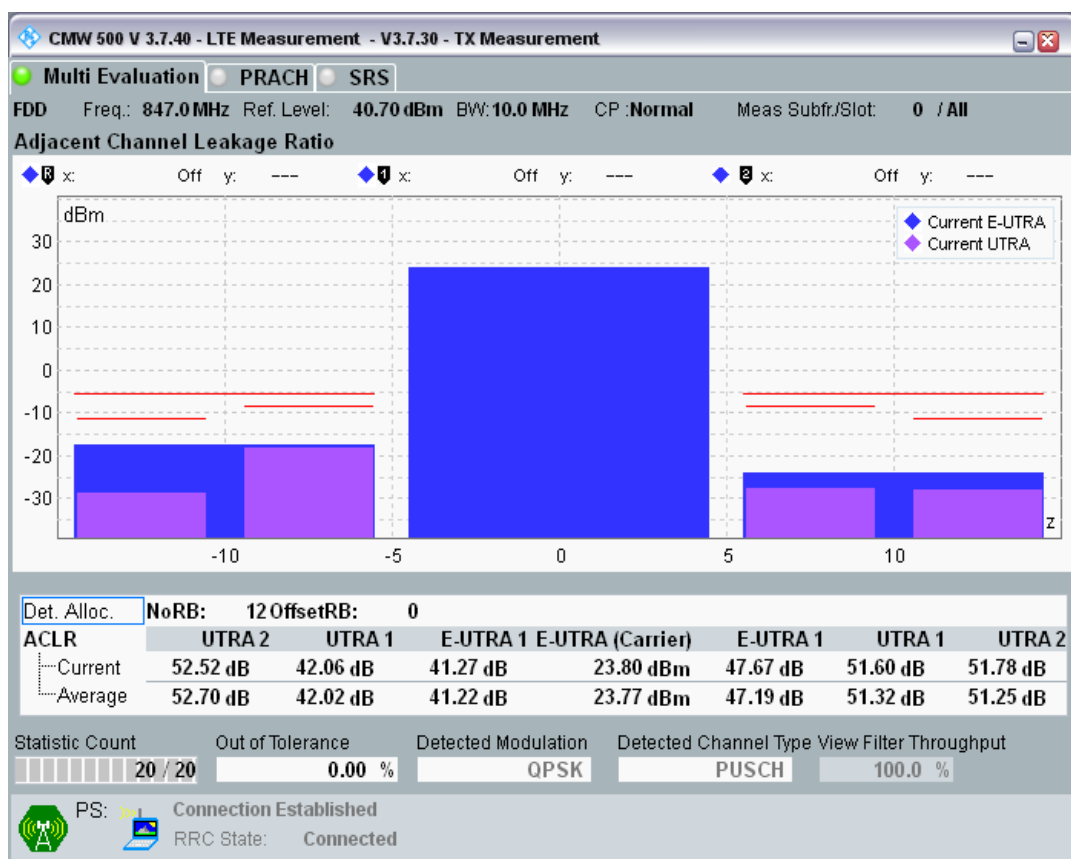 CMW 500 V 3.7.40 - LTE Measurement - V3.7.30 - TX Measurement
Multi Evaluation PRACH SRS
FDD Freq.: 847.0 MHz Ref. Level: 40.70 dBm BW: 10.0 MHz CP :Normal Meas Subfr./Slot: 0 / All
Adjacent Channel Leakage Ratio
R x: Off y: --- 1 x: Off y: --- 2 x: Off y: ---
dBm
Current E-UTRA
Current UTRA
30
20
10
0
-10
-20
-30
z
-10 -5 0 5 10
Det. Alloc. NoRB: 12 OffsetRB: 0
ACLR UTRA 2 UTRA 1 E-UTRA 1 E-UTRA (Carrier) E-UTRA 1 UTRA 1 UTRA 2
Current 52.52 dB 42.06 dB 41.27 dB 23.80 dBm 47.67 dB 51.60 dB 51.78 dB
Average 52.70 dB 42.02 dB 41.22 dB 23.77 dBm 47.19 dB 51.32 dB 51.25 dB
Statistic Count Out of Tolerance Detected Modulation Detected Channel Type View Filter Throughput
20 / 20 0.00 % QPSK PUSCH 100.0 %
PS: Connection Established
RRC State: Connected